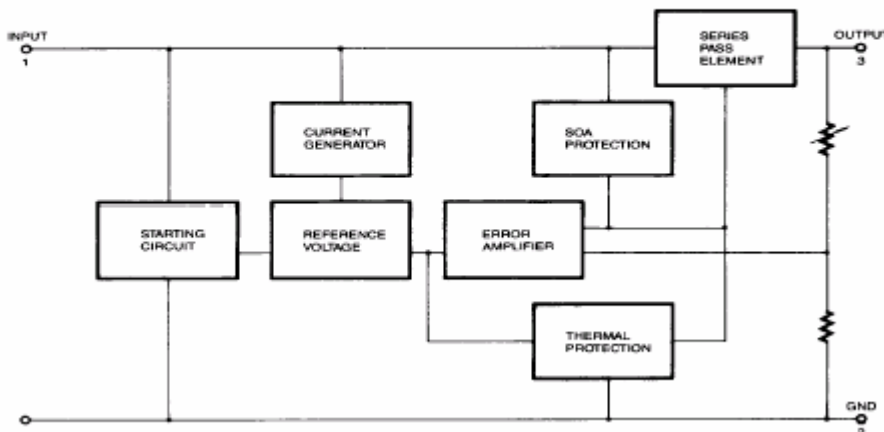 INPUT
1
SERIES
PASS
ELEMENT
OUTPUT
3
CURRENT
GENERATOR
SOA
PROTECTION
STARTING
CIRCUIT
REFERENCE
VOLTAGE
ERROR
AMPLIFIER
THERMAL
PROTECTION
GND
2